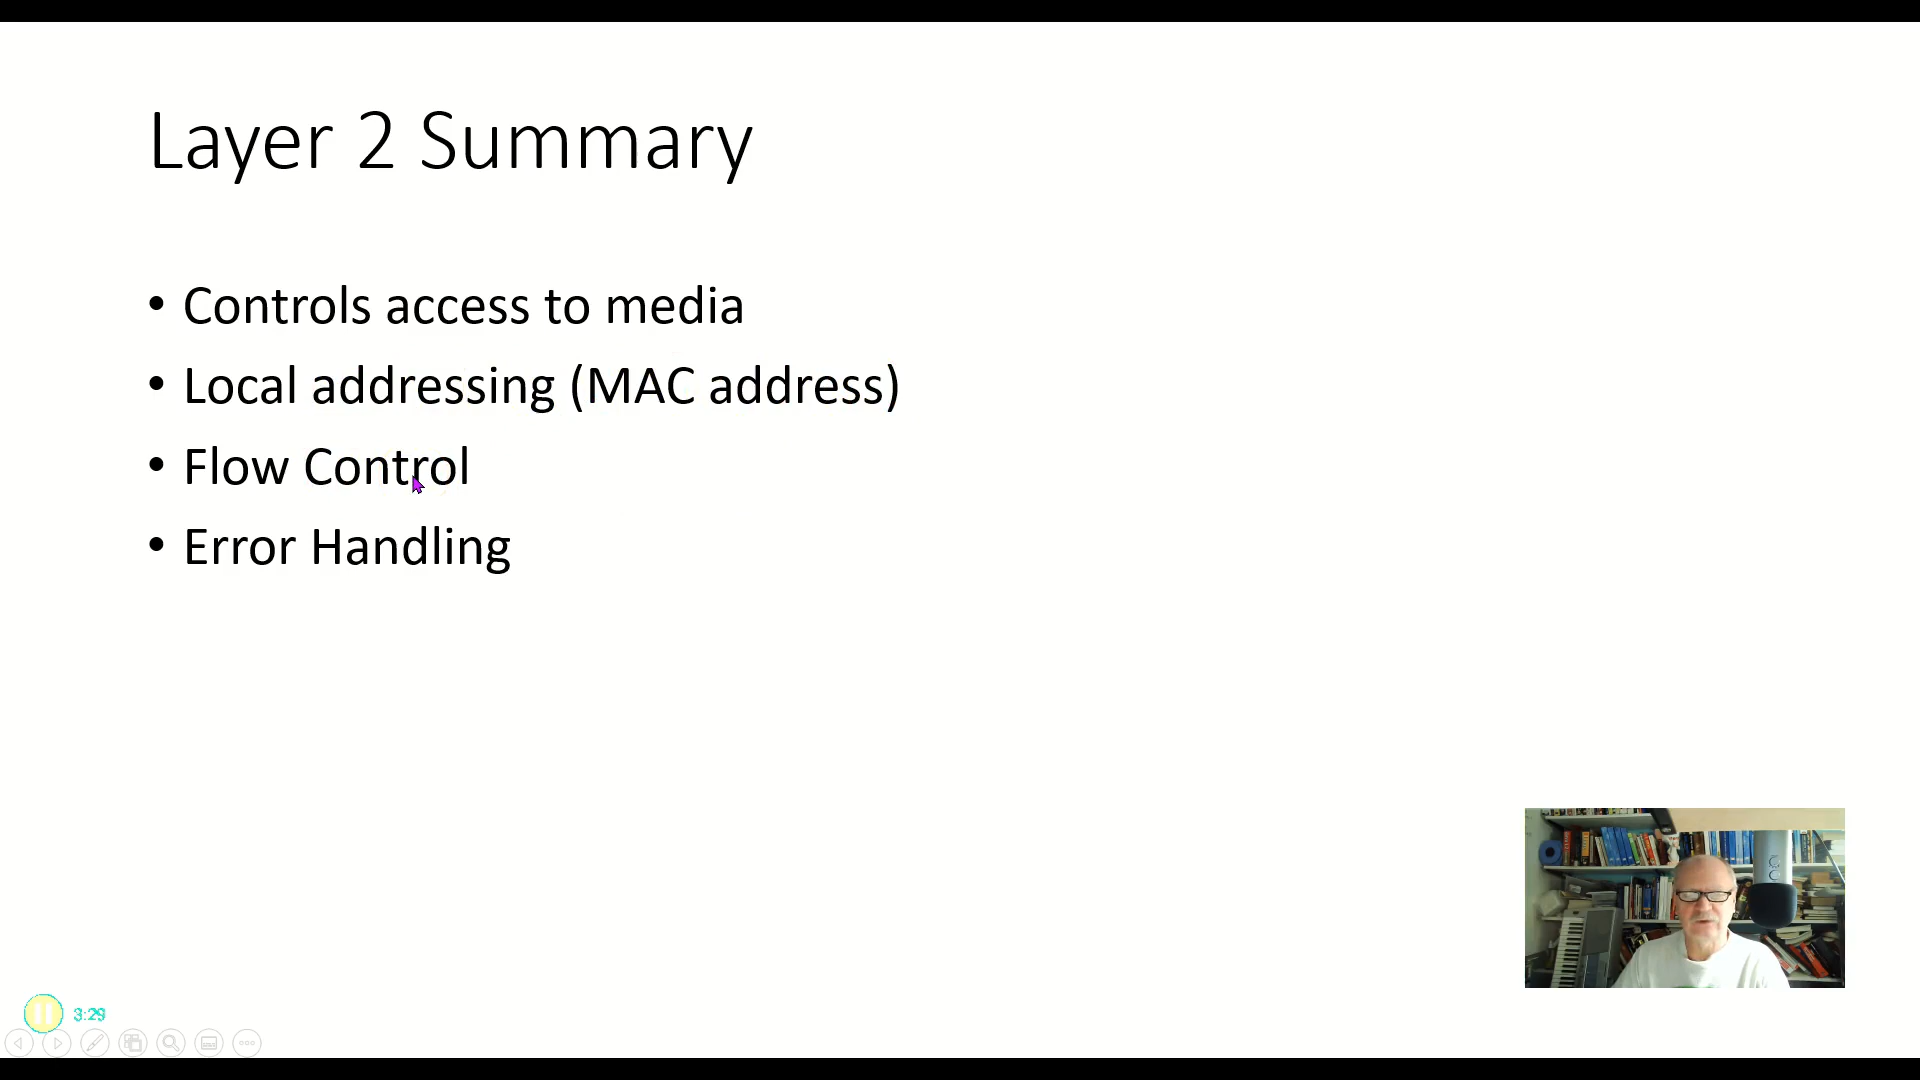 Layer 2 Summary
• Controls access to media
• Local addressing (MAC address)
• Flow Control
• Error Handling
3:29